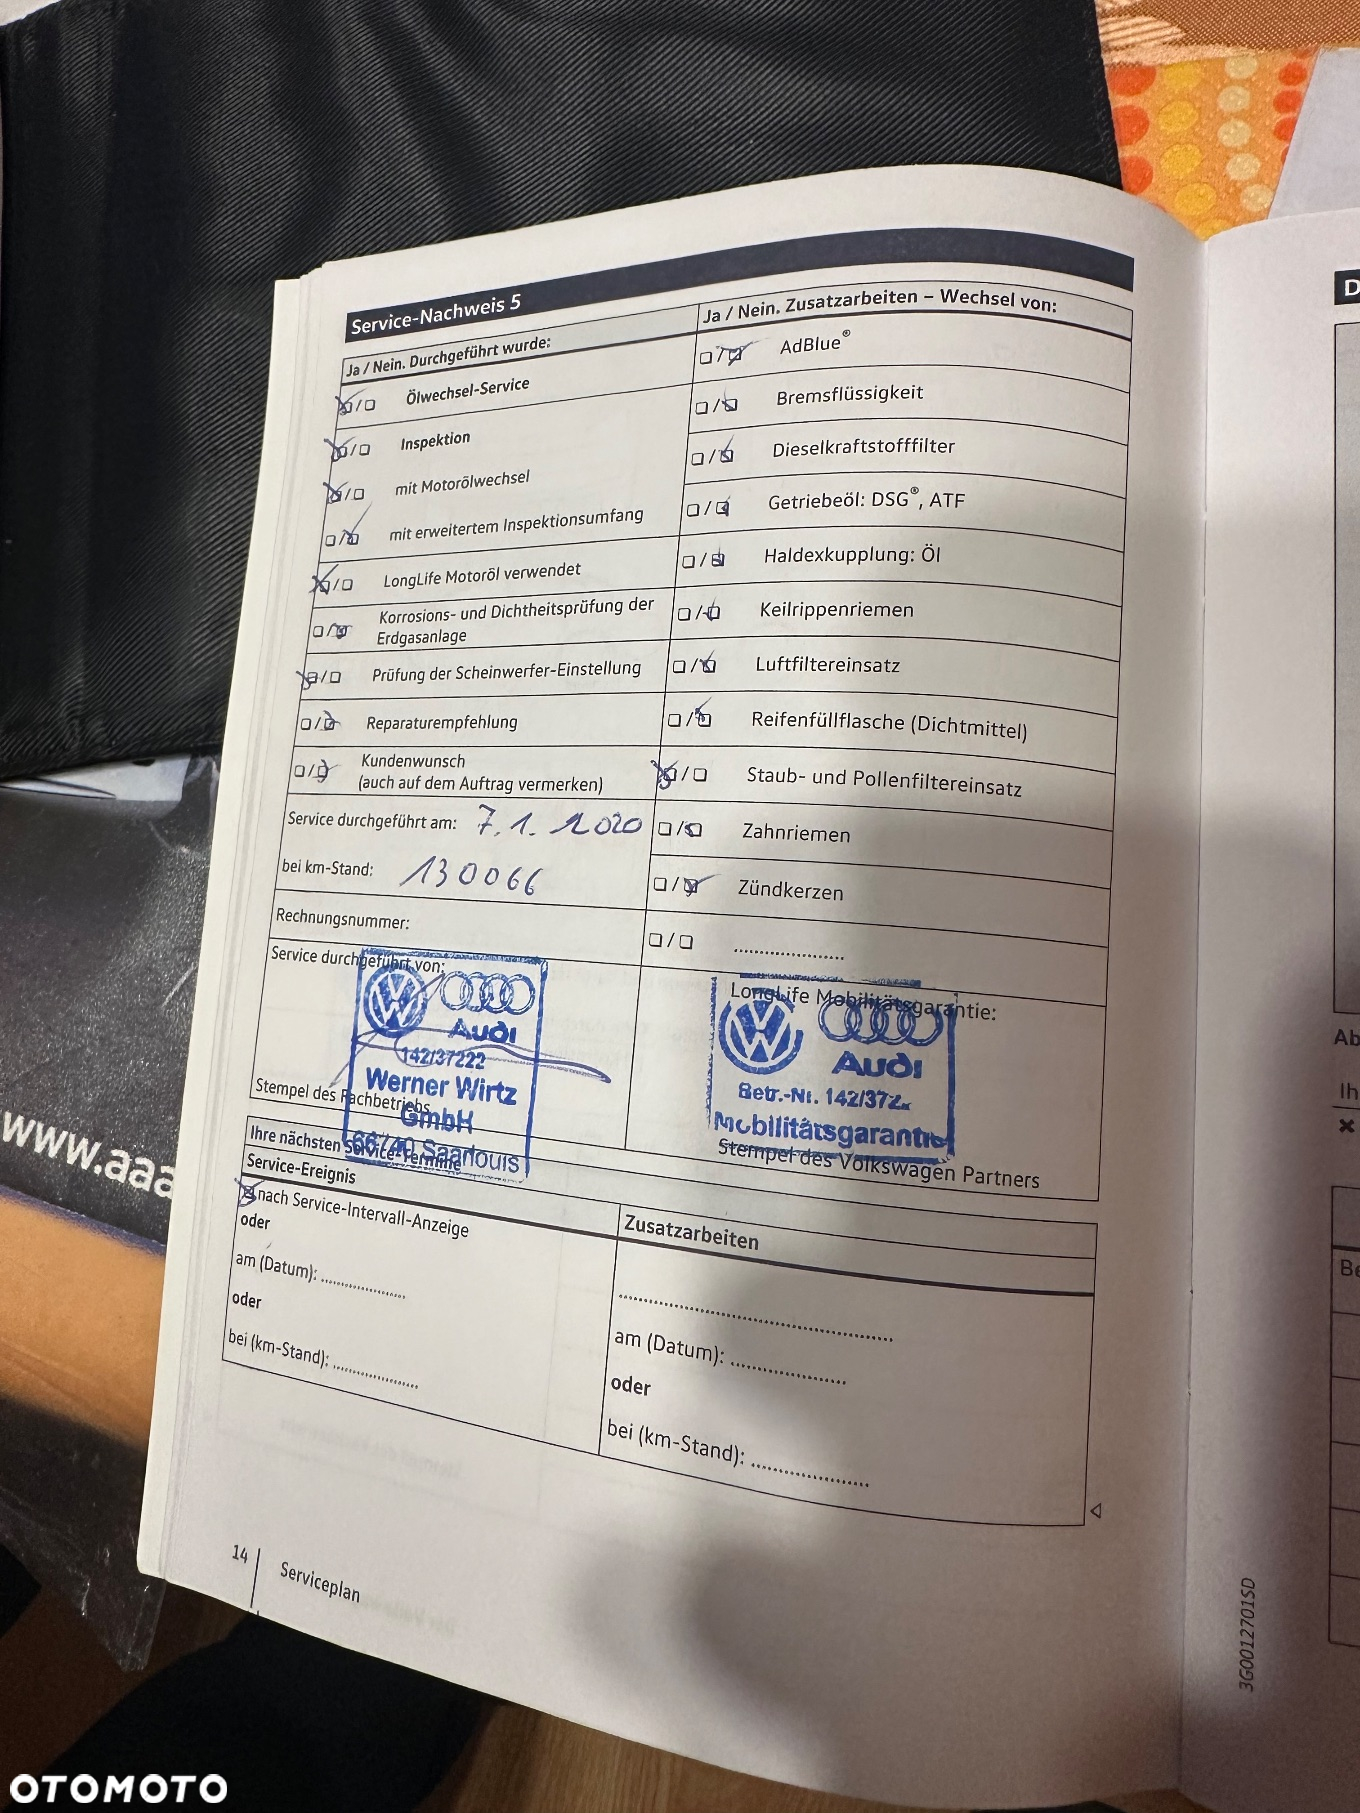 Service-Nachweis 5
Ja / Nein. Durchgeführt wurde:
Ölwechsel-Service
Inspektion
mit Motorölwechsel
mit erweitertem Inspektionsumfang
LongLife Motoröl verwendet
Korrosions- und Dichtheitsprüfung der
Erdgasanlage
Prüfung der Scheinwerfer-Einstellung
Reparaturempfehlung
Kundenwunsch
(auch auf dem Auftrag vermerken)
Service durchgeführt am: 7.1.2020
bei km-Stand: 130066
Rechnungsnummer:
Service durchgeführt von:
Audi
142/37222
Werner Wirtz
GmbH
66740 Saarlouis
Stempel des Fachbetriebs
Ja / Nein. Zusatzarbeiten – Wechsel von:
AdBlue®
Bremsflüssigkeit
Dieselkraftstofffilter
Getriebeöl: DSG®, ATF
Haldexkupplung: Öl
Keilrippenriemen
Luftfiltereinsatz
Reifenfüllflasche (Dichtmittel)
Staub- und Pollenfiltereinsatz
Zahnriemen
Zündkerzen
....................
LongLife Mobilitätsgarantie:
Audi
Betr.-Nr.
Mobilitätsgarantie
Stempel des Volkswagen Partners
Ihre nächsten Service-Termine
Service-Ereignis
nach Service-Intervall-Anzeige
oder
am (Datum): ....................
oder
bei (km-Stand): ....................
Zusatzarbeiten
..................................................
am (Datum): ....................
oder
bei (km-Stand): ....................
14
Serviceplan
3G0012701SD
D
Ab
Ih
Be
www.aaa
OTOMOTO